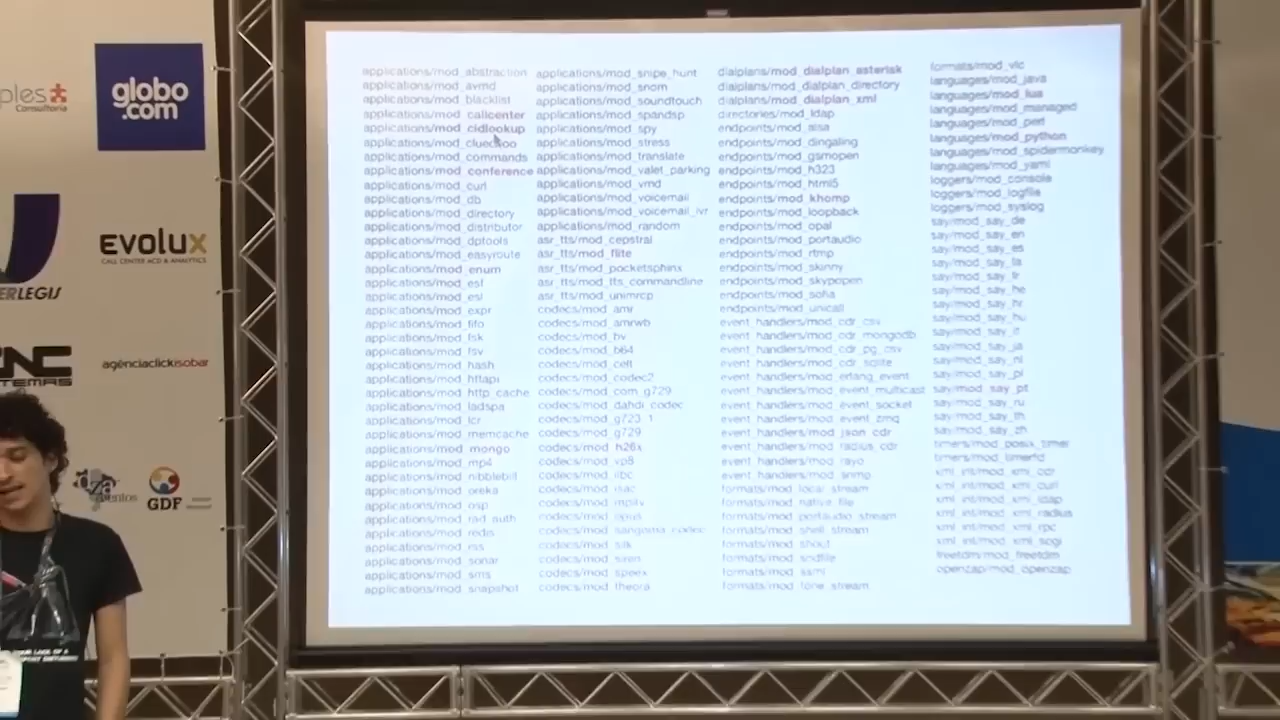 ples
Consultoria
globo
.com
evolux
CALL CENTER ACD & ANALYTICS
ERLEGIS
TEMAS
agênciaclickisobar
GDF
applications/mod_abstraction
applications/mod_avmd
applications/mod_blacklist
applications/mod_callcenter
applications/mod_cidlookup
applications/mod_cluechoo
applications/mod_commands
applications/mod_conference
applications/mod_curl
applications/mod_db
applications/mod_directory
applications/mod_distributor
applications/mod_dptools
applications/mod_easyroute
applications/mod_enum
applications/mod_esf
applications/mod_esl
applications/mod_expr
applications/mod_fifo
applications/mod_fsk
applications/mod_fsv
applications/mod_hash
applications/mod_httapi
applications/mod_http_cache
applications/mod_ladspa
applications/mod_lcr
applications/mod_memcache
applications/mod_mongo
applications/mod_mp4
applications/mod_nibblebill
applications/mod_oreka
applications/mod_osp
applications/mod_rad_auth
applications/mod_redis
applications/mod_rss
applications/mod_sonar
applications/mod_sms
applications/mod_snapshot
applications/mod_snipe_hunt
applications/mod_snom
applications/mod_soundtouch
applications/mod_spandsp
applications/mod_spy
applications/mod_stress
applications/mod_translate
applications/mod_valet_parking
applications/mod_vmd
applications/mod_voicemail
applications/mod_voicemail_ivr
applications/mod_random
asr_tts/mod_cepstral
asr_tts/mod_flite
asr_tts/mod_pocketsphinx
asr_tts/mod_tts_commandline
asr_tts/mod_unimrcp
codecs/mod_amr
codecs/mod_amrwb
codecs/mod_bv
codecs/mod_b64
codecs/mod_celt
codecs/mod_codec2
codecs/mod_com_g729
codecs/mod_dahdi_codec
codecs/mod_g723_1
codecs/mod_g729
codecs/mod_h26x
codecs/mod_vp8
codecs/mod_ilbc
codecs/mod_isac
codecs/mod_mp4v
codecs/mod_opus
codecs/mod_sangoma_codec
codecs/mod_silk
codecs/mod_siren
codecs/mod_speex
codecs/mod_theora
dialplans/mod_dialplan_asterisk
dialplans/mod_dialplan_directory
dialplans/mod_dialplan_xml
directories/mod_ldap
endpoints/mod_alsa
endpoints/mod_dingaling
endpoints/mod_gsmopen
endpoints/mod_h323
endpoints/mod_html5
endpoints/mod_khomp
endpoints/mod_loopback
endpoints/mod_opal
endpoints/mod_portaudio
endpoints/mod_rtmp
endpoints/mod_skinny
endpoints/mod_skypopen
endpoints/mod_sofia
endpoints/mod_unicall
event_handlers/mod_cdr_csv
event_handlers/mod_cdr_mongodb
event_handlers/mod_cdr_pg_csv
event_handlers/mod_cdr_sqlite
event_handlers/mod_erlang_event
event_handlers/mod_event_multicast
event_handlers/mod_event_socket
event_handlers/mod_event_zmq
event_handlers/mod_json_cdr
event_handlers/mod_radius_cdr
event_handlers/mod_rayo
event_handlers/mod_snmp
formats/mod_local_stream
formats/mod_native_file
formats/mod_portaudio_stream
formats/mod_shell_stream
formats/mod_shout
formats/mod_sndfile
formats/mod_ssml
formats/mod_tone_stream
formats/mod_vlc
languages/mod_java
languages/mod_lua
languages/mod_managed
languages/mod_perl
languages/mod_python
languages/mod_spidermonkey
languages/mod_yaml
loggers/mod_console
loggers/mod_logfile
loggers/mod_syslog
say/mod_say_de
say/mod_say_en
say/mod_say_es
say/mod_say_fa
say/mod_say_fr
say/mod_say_he
say/mod_say_hr
say/mod_say_hu
say/mod_say_it
say/mod_say_ja
say/mod_say_nl
say/mod_say_pl
say/mod_say_pt
say/mod_say_ru
say/mod_say_th
say/mod_say_zh
timers/mod_posix_timer
timers/mod_timerfd
xml_int/mod_xml_cdr
xml_int/mod_xml_curl
xml_int/mod_xml_ldap
xml_int/mod_xml_radius
xml_int/mod_xml_rpc
xml_int/mod_xml_scgi
freetdm/mod_freetdm
openzap/mod_openzap